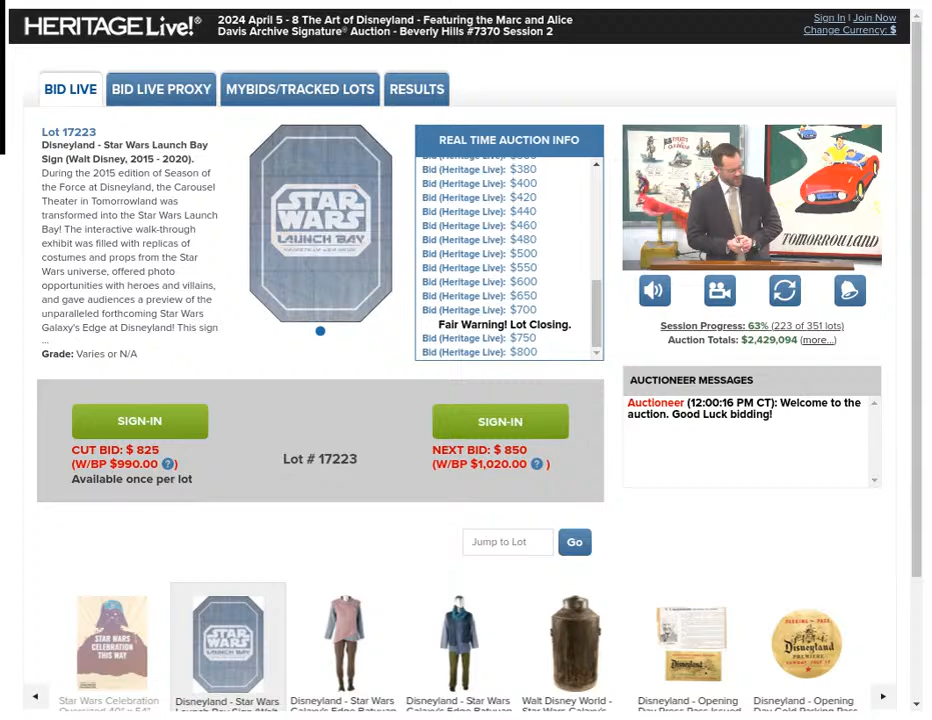 HERITAGE Live!®
2024 April 5 - 8 The Art of Disneyland - Featuring the Marc and Alice
Davis Archive Signature® Auction - Beverly Hills #7370 Session 2
Sign In | Join Now
Change Currency: $
BID LIVE
BID LIVE PROXY
MYBIDS/TRACKED LOTS
RESULTS
Lot 17223
Disneyland - Star Wars Launch Bay
Sign (Walt Disney, 2015 - 2020).
During the 2015 edition of Season of
the Force at Disneyland, the Carousel
Theater in Tomorrowland was
transformed into the Star Wars Launch
Bay! The interactive walk-through
exhibit was filled with replicas of
costumes and props from the Star
Wars universe, offered photo
opportunities with heroes and villains,
and gave audiences a preview of the
unparalleled forthcoming Star Wars
Galaxy's Edge at Disneyland! This sign
...
Grade: Varies or N/A
STAR
WARS
LAUNCH BAY
REAL TIME AUCTION INFO
Bid (Heritage Live): $380
Bid (Heritage Live): $400
Bid (Heritage Live): $420
Bid (Heritage Live): $440
Bid (Heritage Live): $460
Bid (Heritage Live): $480
Bid (Heritage Live): $500
Bid (Heritage Live): $550
Bid (Heritage Live): $600
Bid (Heritage Live): $650
Bid (Heritage Live): $700
Fair Warning! Lot Closing.
Bid (Heritage Live): $750
Bid (Heritage Live): $800
TOMORROWLAND
Session Progress: 63% (223 of 351 lots)
Auction Totals: $2,429,094 (more...)
AUCTIONEER MESSAGES
Auctioneer (12:00:16 PM CT): Welcome to the
auction. Good Luck bidding!
SIGN-IN
CUT BID: $ 825
(W/BP $990.00 ?)
Available once per lot
Lot # 17223
SIGN-IN
NEXT BID: $ 850
(W/BP $1,020.00 ? )
Jump to Lot
Go
STAR WARS
CELEBRATION
THIS WAY
STAR
WARS
LAUNCH BAY
Disneyland
PARKING PASS
Disneyland
PREMIERE
Star Wars Celebration
Disneyland - Star Wars
Disneyland - Star Wars
Disneyland - Star Wars
Walt Disney World -
Disneyland - Opening
Disneyland - Opening